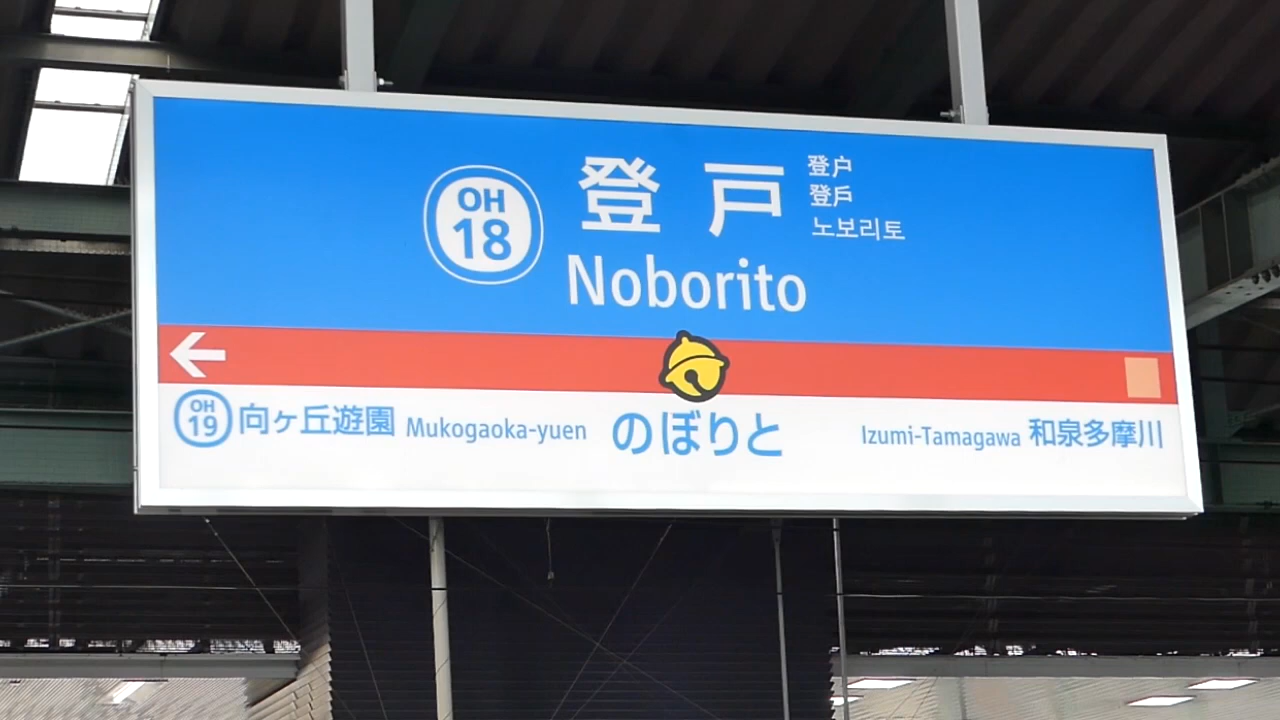 OH
18
登戸
登户
登戶
노보리토
Noborito
OH
19
向ヶ丘遊園 Mukogaoka-yuen
のぼりと
Izumi-Tamagawa 和泉多摩川